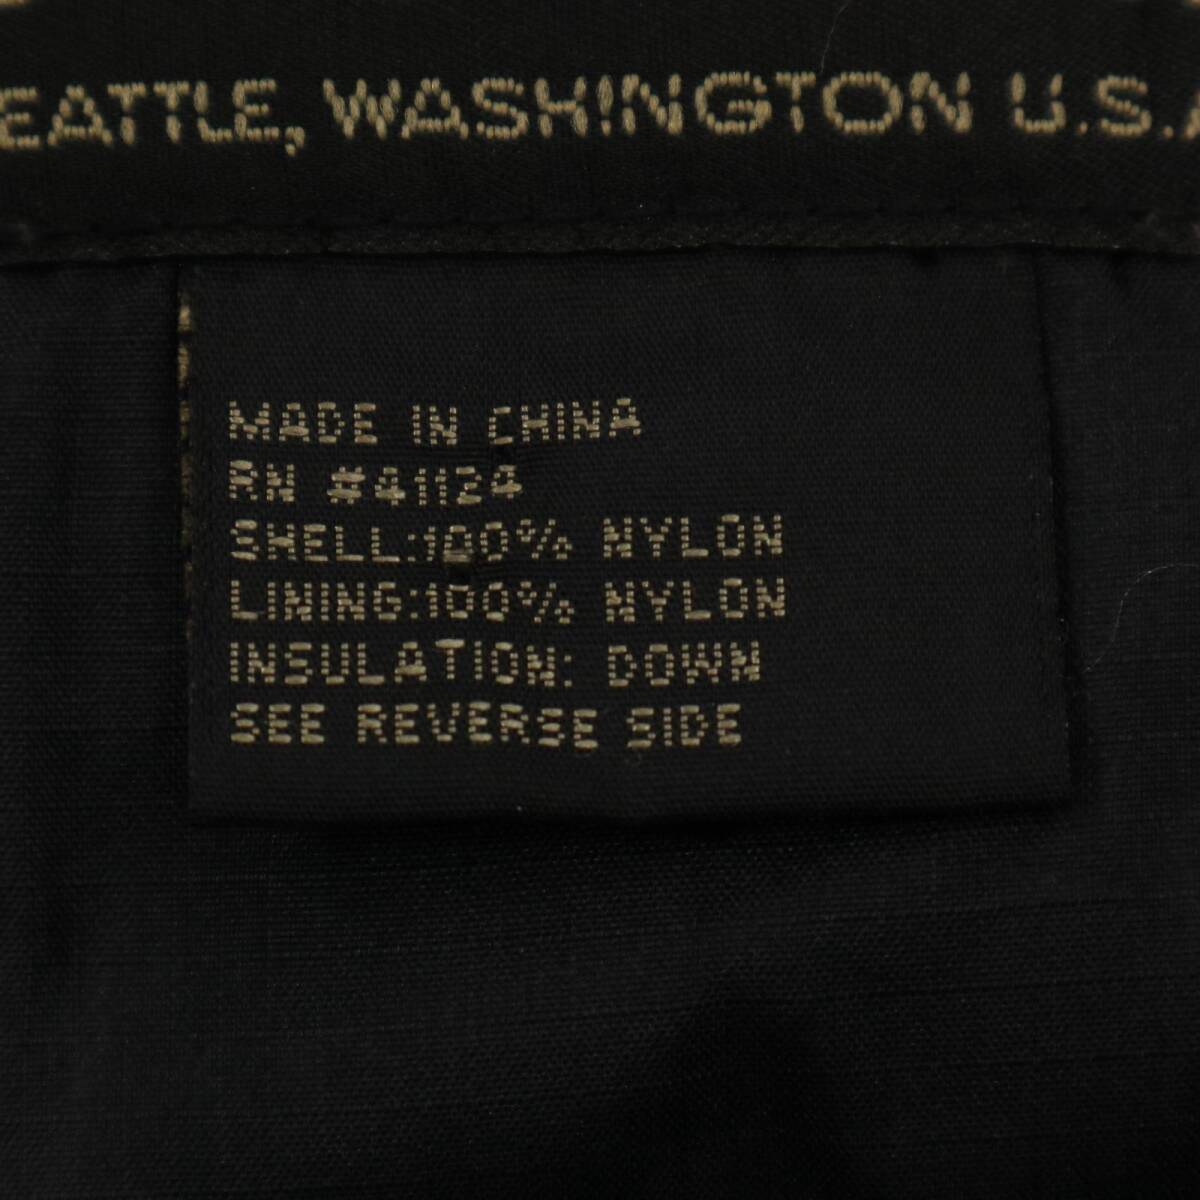 EATTLE, WASHINGTON U.S.A
MADE IN CHINA
RN #41124
SHELL:100% NYLON
LINING:100% NYLON
INSULATION: DOWN
SEE REVERSE SIDE